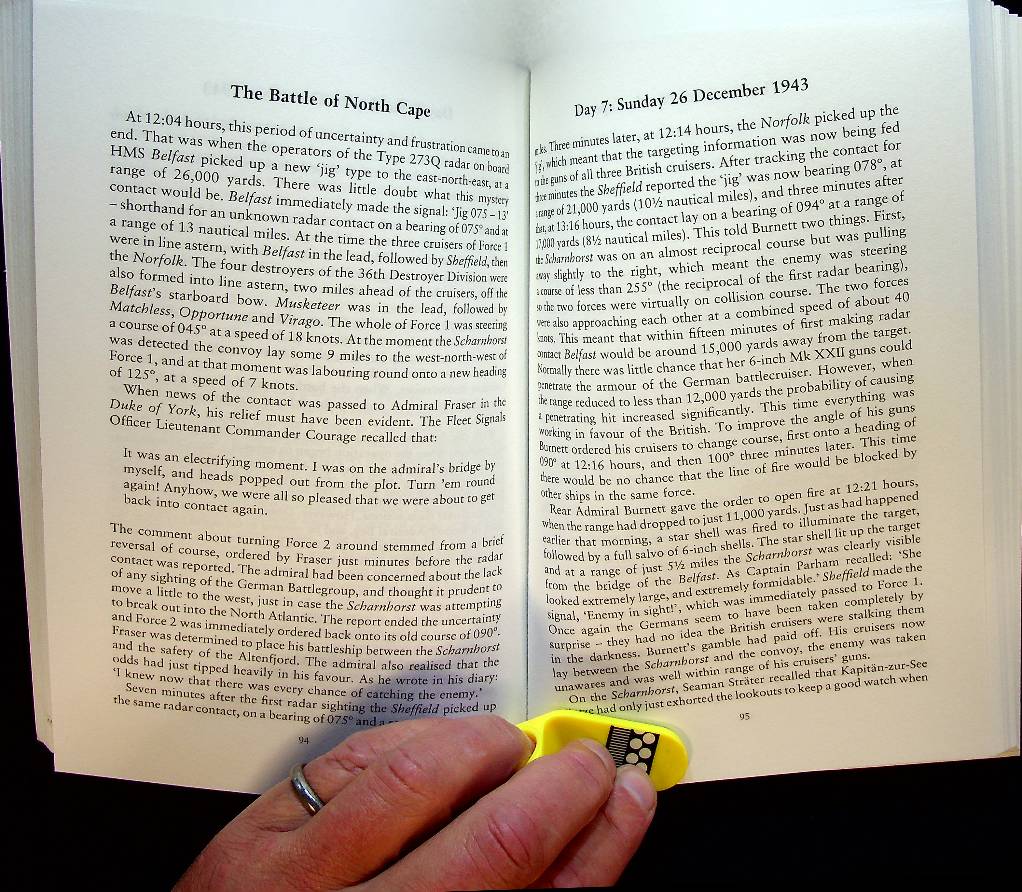 The Battle of North Cape
At 12:04 hours, this period of uncertainty and frustration came to an
end. That was when the operators of the Type 273Q radar on board
HMS Belfast picked up a new 'jig' type to the east-north-east, at a
range of 26,000 yards. There was little doubt what this mystery
contact would be. Belfast immediately made the signal: 'Jig 075 – 13'
– shorthand for an unknown radar contact on a bearing of 075° and at
a range of 13 nautical miles. At the time the three cruisers of Force 1
were in line astern, with Belfast in the lead, followed by Sheffield, then
the Norfolk. The four destroyers of the 36th Destroyer Division were
also formed into line astern, two miles ahead of the cruisers, off the
Belfast's starboard bow. Musketeer was in the lead, followed by
Matchless, Opportune and Virago. The whole of Force 1 was steering
a course of 045° at a speed of 18 knots. At the moment the Scharnhorst
was detected the convoy lay some 9 miles to the west-north-west of
Force 1, and at that moment was labouring round onto a new heading
of 125°, at a speed of 7 knots.
When news of the contact was passed to Admiral Fraser in the
Duke of York, his relief must have been evident. The Fleet Signals
Officer Lieutenant Commander Courage recalled that:
It was an electrifying moment. I was on the admiral's bridge by
myself, and heads popped out from the plot. Turn 'em round
again! Anyhow, we were all so pleased that we were about to get
back into contact again.
The comment about turning Force 2 around stemmed from a brief
reversal of course, ordered by Fraser just minutes before the radar
contact was reported. The admiral had been concerned about the lack
of any sighting of the German Battlegroup, and thought it prudent to
move a little to the west, just in case the Scharnhorst was attempting
to break out into the North Atlantic. The report ended the uncertainty
and Force 2 was immediately ordered back onto its old course of 090°.
Fraser was determined to place his battleship between the Scharnhorst
and the safety of the Altenfjord. The admiral also realised that the
odds had just tipped heavily in his favour. As he wrote in his diary:
'I knew now that there was every chance of catching the enemy.'
Seven minutes after the first radar sighting the Sheffield picked up
the same radar contact, on a bearing of 075° and a
94
Day 7: Sunday 26 December 1943
Three minutes later, at 12:14 hours, the Norfolk picked up the
which meant that the targeting information was now being fed
guns of all three British cruisers. After tracking the contact for
minutes the Sheffield reported the 'jig' was now bearing 078°, at
range of 21,000 yards (10½ nautical miles), and three minutes after
at 13:16 hours, the contact lay on a bearing of 094° at a range of
17,000 yards (8½ nautical miles). This told Burnett two things. First,
the Scharnhorst was on an almost reciprocal course but was pulling
away slightly to the right, which meant the enemy was steering
a course of less than 255° (the reciprocal of the first radar bearing),
so the two forces were virtually on collision course. The two forces
were also approaching each other at a combined speed of about 40
knots. This meant that within fifteen minutes of first making radar
contact Belfast would be around 15,000 yards away from the target.
Normally there was little chance that her 6-inch Mk XXII guns could
penetrate the armour of the German battlecruiser. However, when
the range reduced to less than 12,000 yards the probability of causing
a penetrating hit increased significantly. This time everything was
working in favour of the British. To improve the angle of his guns
Burnett ordered his cruisers to change course, first onto a heading of
090° at 12:16 hours, and then 100° three minutes later. This time
there would be no chance that the line of fire would be blocked by
other ships in the same force.
Rear Admiral Burnett gave the order to open fire at 12:21 hours,
when the range had dropped to just 11,000 yards. Just as had happened
earlier that morning, a star shell was fired to illuminate the target,
followed by a full salvo of 6-inch shells. The star shell lit up the target
and at a range of just 5½ miles the Scharnhorst was clearly visible
from the bridge of the Belfast. As Captain Parham recalled: 'She
looked extremely large, and extremely formidable.' Sheffield made the
signal, 'Enemy in sight!', which was immediately passed to Force 1.
Once again the Germans seem to have been taken completely by
surprise – they had no idea the British cruisers were stalking them
in the darkness. Burnett's gamble had paid off. His cruisers now
lay between the Scharnhorst and the convoy, the enemy was taken
unawares and was well within range of his cruisers' guns.
On the Scharnhorst, Seaman Sträter recalled that Kapitän-zur-See
had only just exhorted the lookouts to keep a good watch when
95